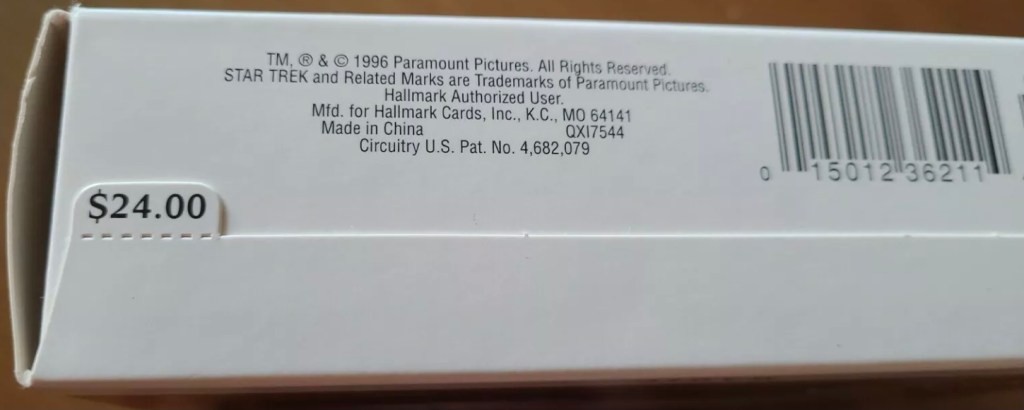 TM, ® & © 1996 Paramount Pictures. All Rights Reserved.
STAR TREK and Related Marks are Trademarks of Paramount Pictures.
Hallmark Authorized User.
Mfd. for Hallmark Cards, Inc., K.C., MO 64141
Made in China QXI7544
Circuitry U.S. Pat. No. 4,682,079
0 15012 36211
$24.00